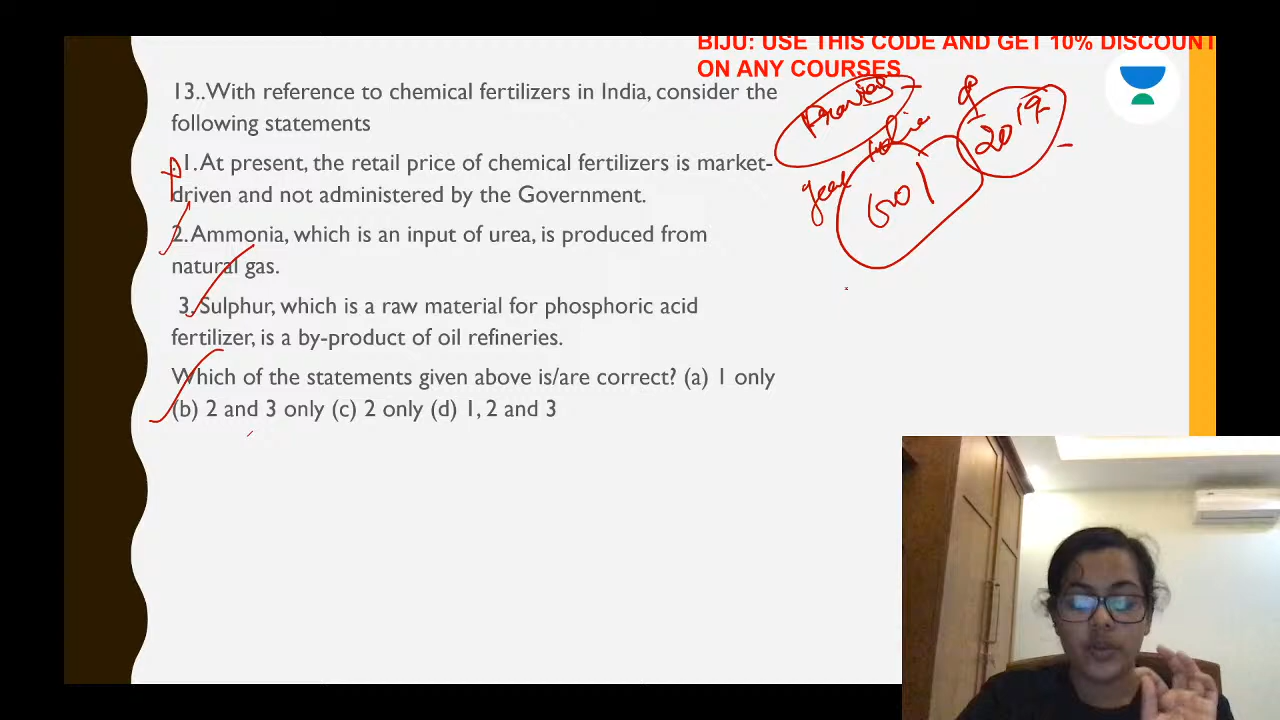 BIJU: USE THIS CODE AND GET 10% DISCOUNT
ON ANY COURSES
13..With reference to chemical fertilizers in India, consider the
following statements
1.At present, the retail price of chemical fertilizers is market-
driven and not administered by the Government.
2.Ammonia, which is an input of urea, is produced from
natural gas.
3.Sulphur, which is a raw material for phosphoric acid
fertilizer, is a by-product of oil refineries.
Which of the statements given above is/are correct? (a) 1 only
(b) 2 and 3 only (c) 2 only (d) 1, 2 and 3
2019